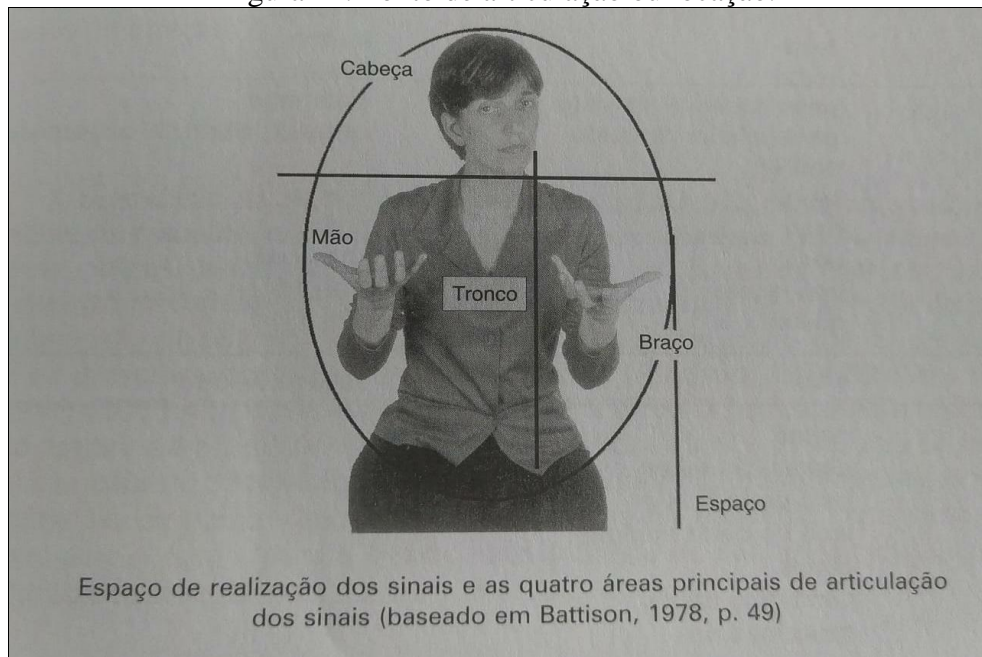 Cabeça
Mão
Tronco
Braço
Espaço
Espaço de realização dos sinais e as quatro áreas principais de articulação
dos sinais (baseado em Battison, 1978, p. 49)